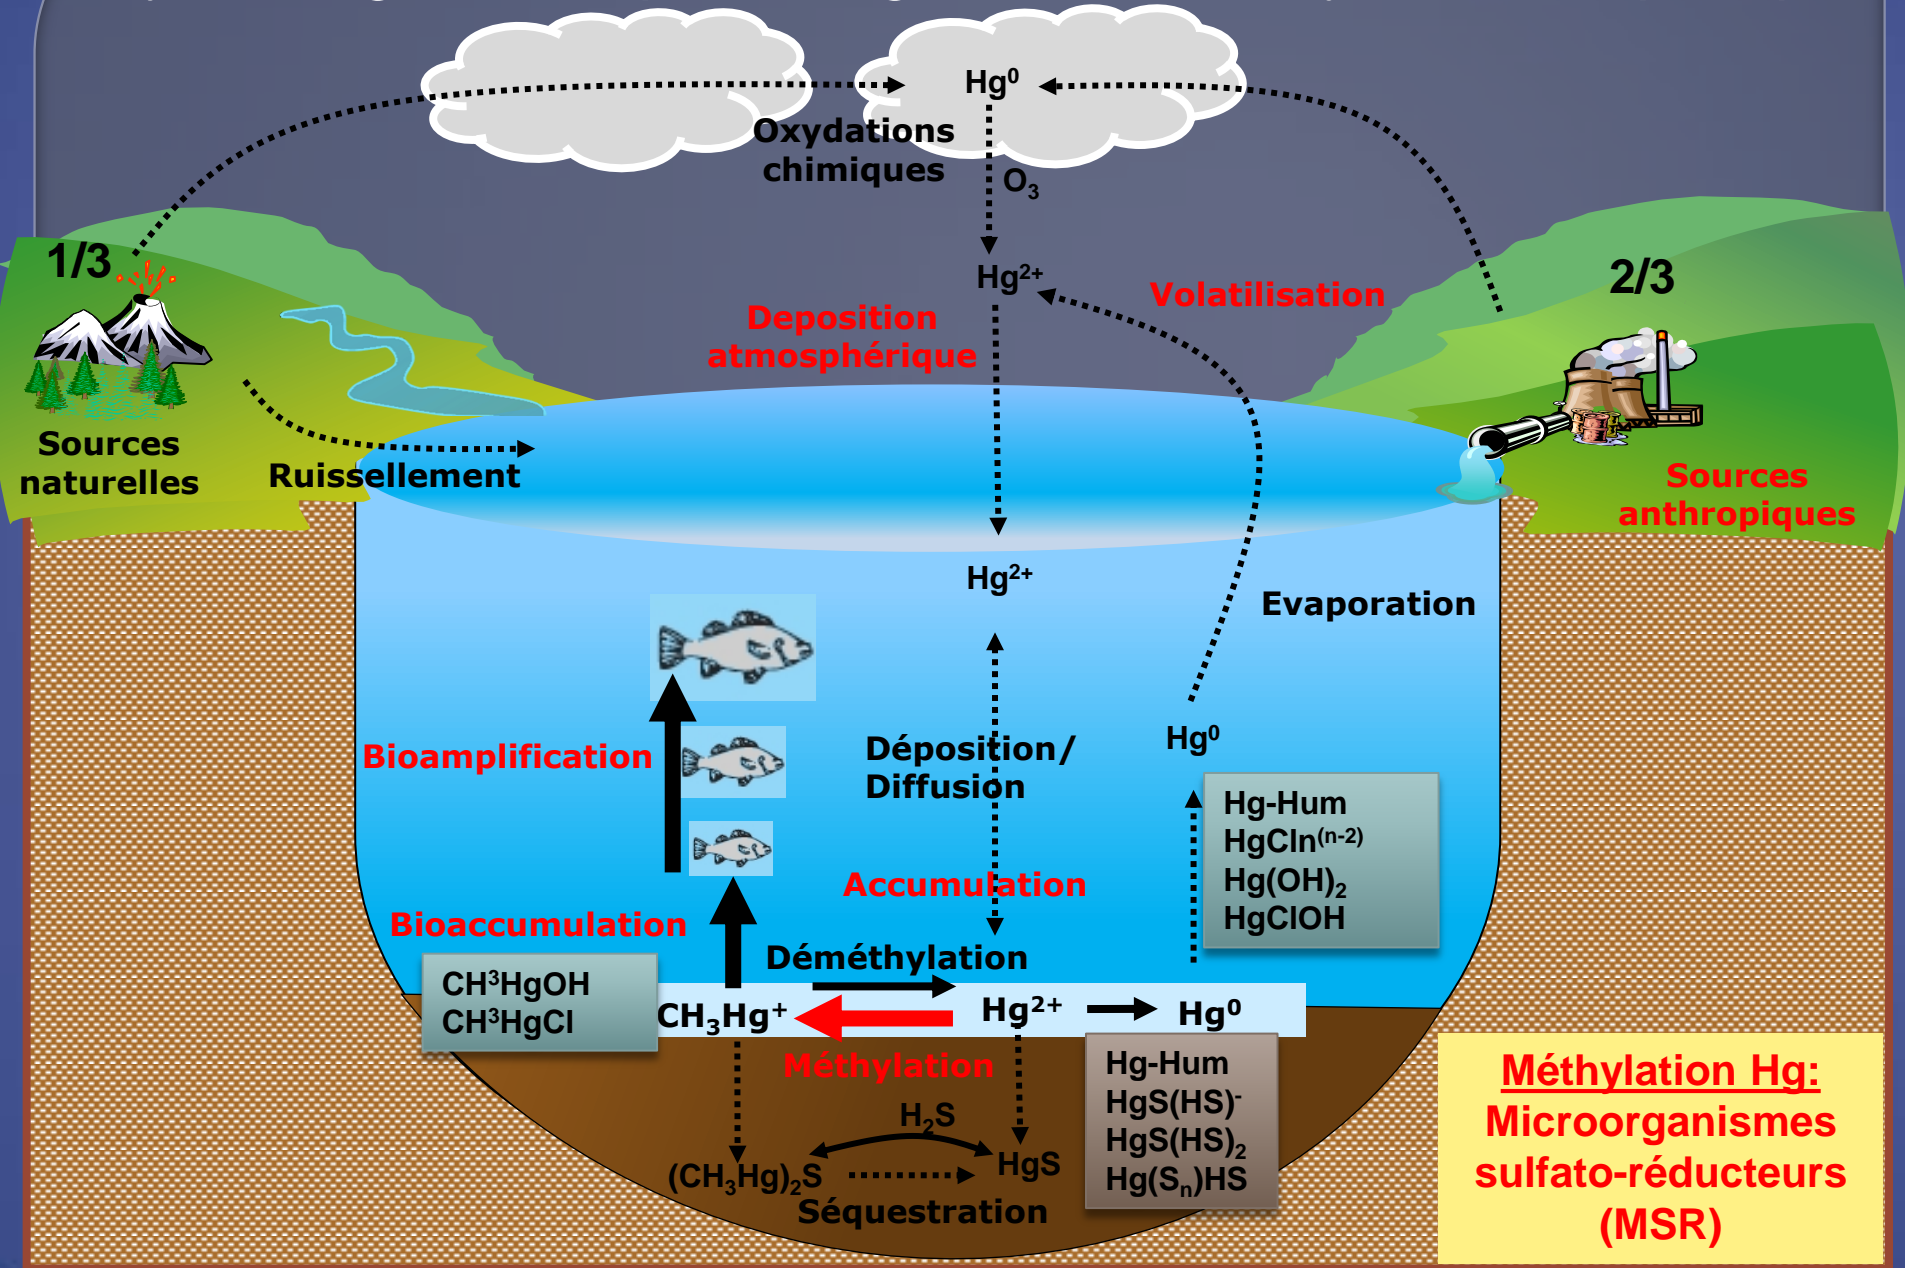 Hg⁰
Oxydations
chimiques
O₃
1/3
Hg²⁺
Volatilisation
2/3
Deposition
atmosphérique
Sources
naturelles
Ruissellement
Sources
anthropiques
Hg²⁺
Evaporation
Bioamplification
Déposition/
Diffusion
Hg⁰
Hg-Hum
HgCln⁽ⁿ⁻²⁾
Hg(OH)₂
HgClOH
Accumulation
Bioaccumulation
Déméthylation
CH³HgOH
CH³HgCl
CH₃Hg⁺
Hg²⁺
Hg⁰
Méthylation
Hg-Hum
HgS(HS)⁻
HgS(HS)₂
Hg(Sₙ)HS
H₂S
(CH₃Hg)₂S
HgS
Séquestration
Méthylation Hg:
Microorganismes
sulfato-réducteurs
(MSR)